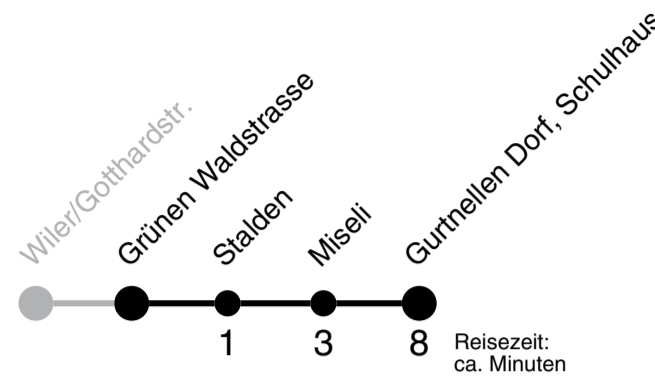 Wiler/Gotthardstr.
Grünen Waldstrasse
Stalden
Miseli
Gurtnellen Dorf, Schulhaus
1
3
8
Reisezeit:
ca. Minuten